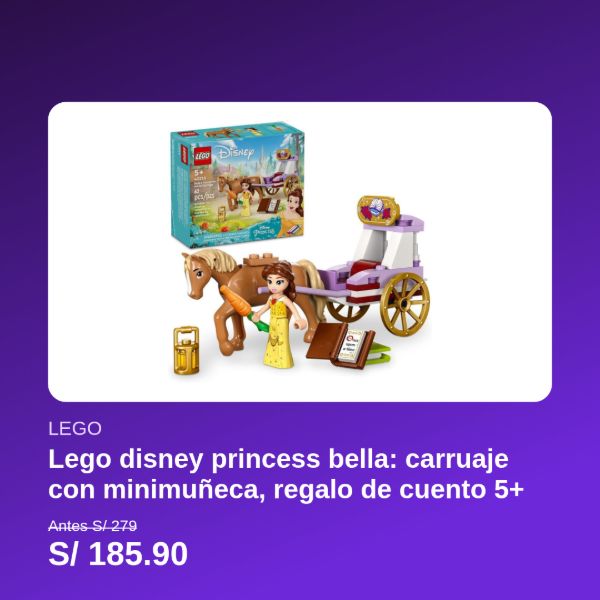 LEGO
Disney
5+
LEGO
Lego disney princess bella: carruaje
con minimuñeca, regalo de cuento 5+
Antes S/ 279
S/ 185.90